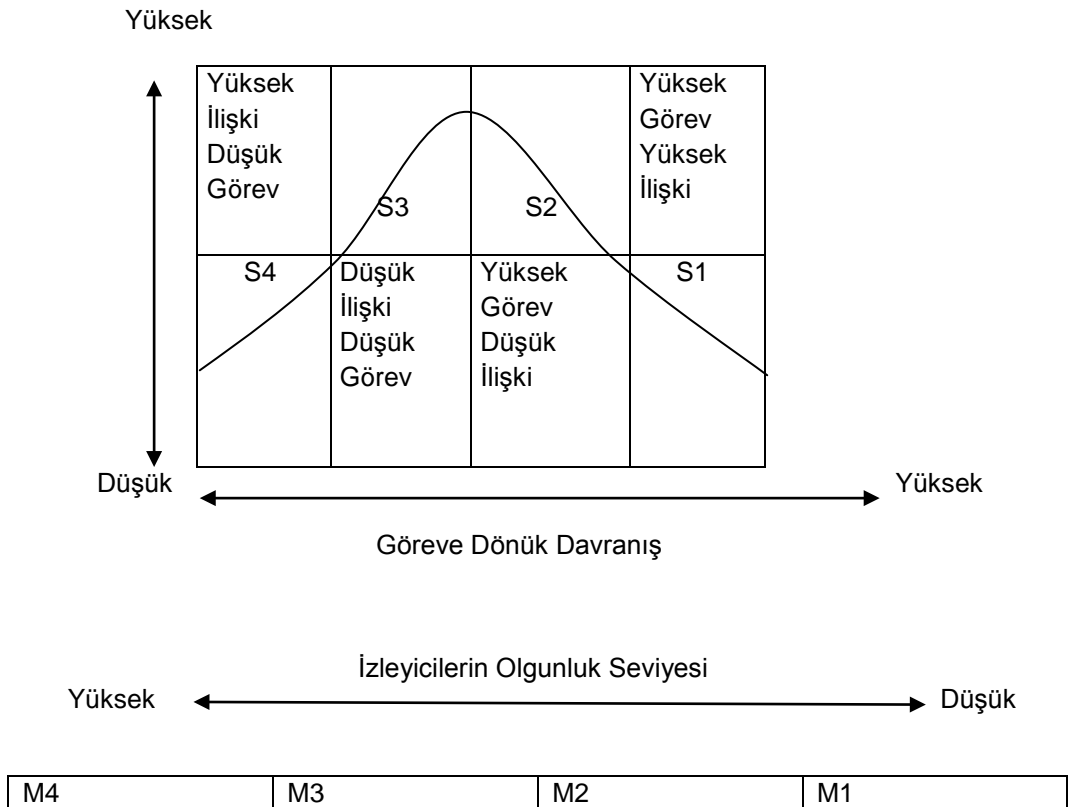 Yüksek
Yüksek
İlişki
Düşük
Görev
Yüksek
Görev
Yüksek
İlişki
S3
S2
S4
Düşük
İlişki
Düşük
Görev
Yüksek
Görev
Düşük
İlişki
S1
Düşük
Yüksek
Göreve Dönük Davranış
İzleyicilerin Olgunluk Seviyesi
Yüksek
Düşük
M4 M3 M2 M1